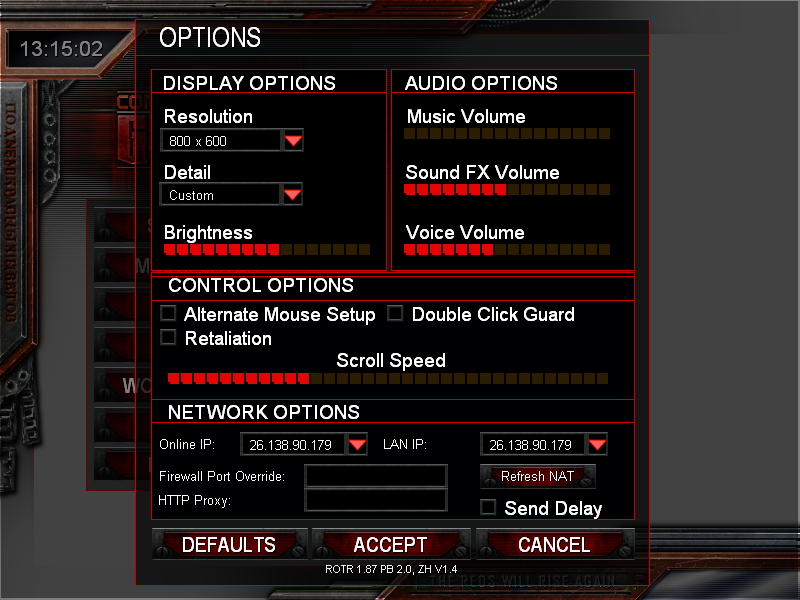 13:15:02
OPTIONS
DISPLAY OPTIONS
Resolution
800 x 600
Detail
Custom
Brightness
AUDIO OPTIONS
Music Volume
Sound FX Volume
Voice Volume
CONTROL OPTIONS
Alternate Mouse Setup
Double Click Guard
Retaliation
Scroll Speed
NETWORK OPTIONS
Online IP:
26.138.90.179
LAN IP:
26.138.90.179
Firewall Port Override:
Refresh NAT
HTTP Proxy:
Send Delay
DEFAULTS
ACCEPT
CANCEL
ROTR 1.87 PB 2.0, ZH V1.4
THE REDS WILL RISE AGAIN